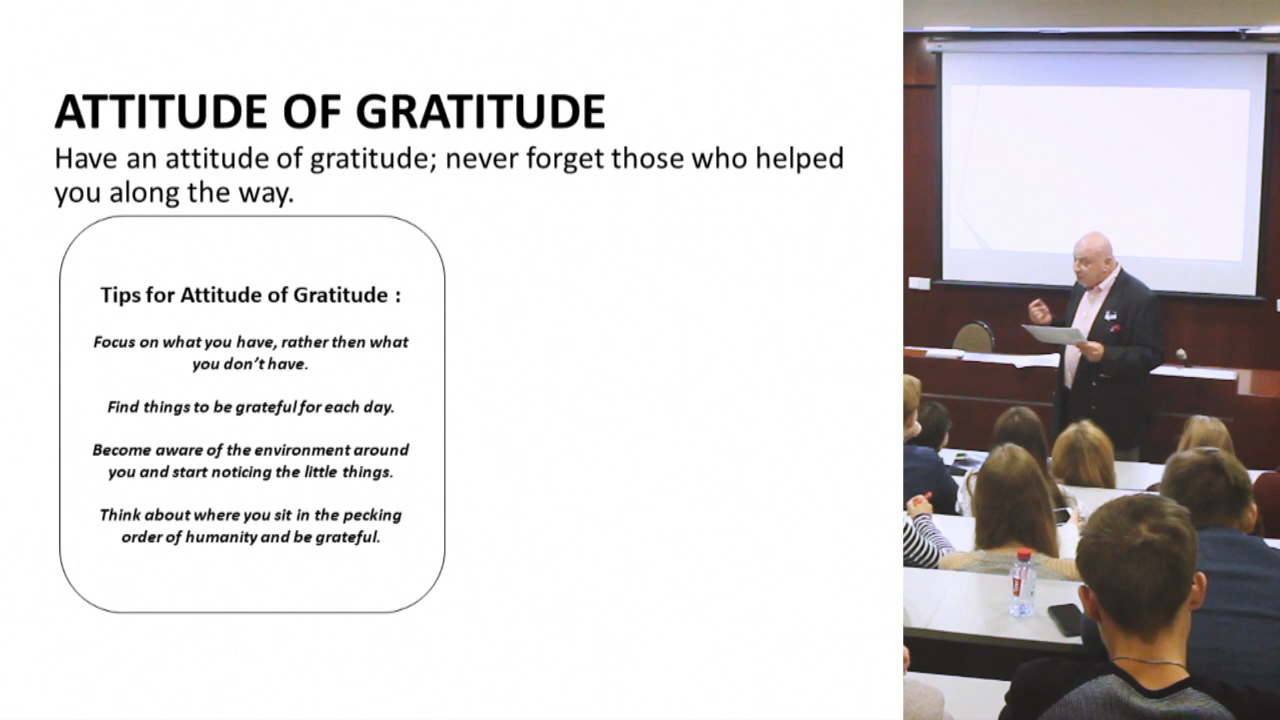 ATTITUDE OF GRATITUDE
Have an attitude of gratitude; never forget those who helped
you along the way.
Tips for Attitude of Gratitude :
Focus on what you have, rather then what
you don’t have.
Find things to be grateful for each day.
Become aware of the environment around
you and start noticing the little things.
Think about where you sit in the pecking
order of humanity and be grateful.